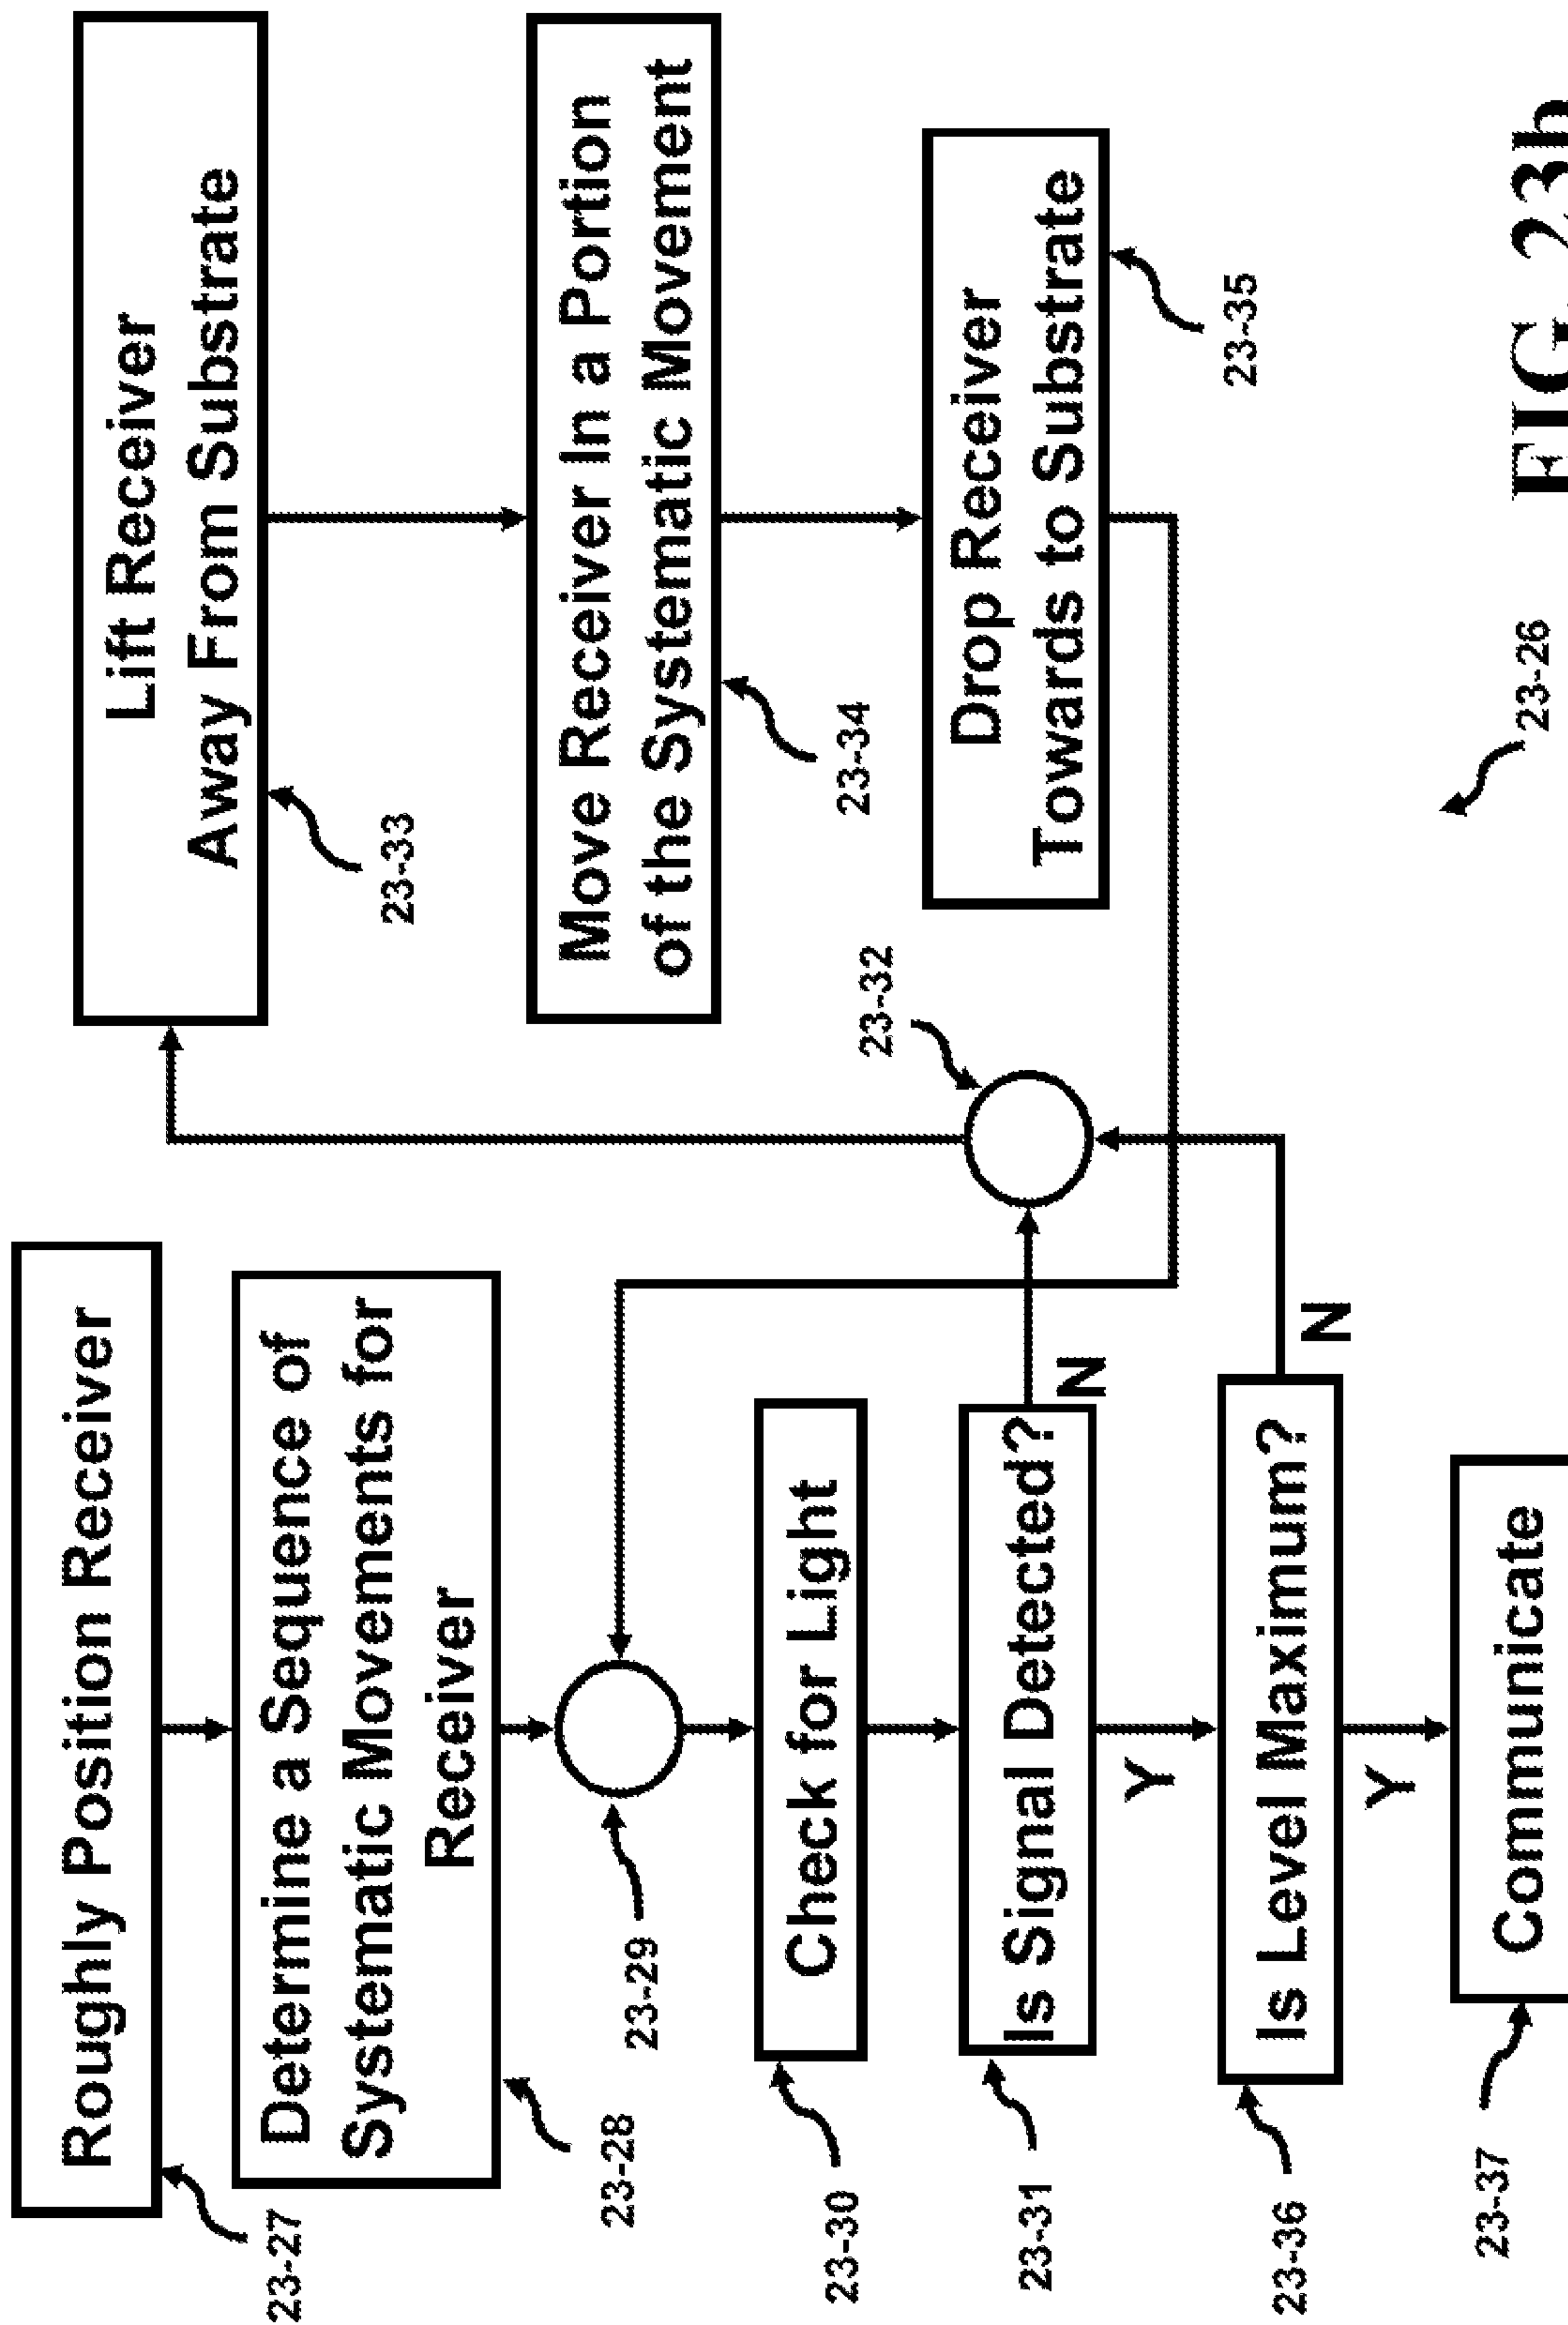 Roughly Position Receiver
23-27
Determine a Sequence of
Systematic Movements for
Receiver
23-28
23-29
Check for Light
23-30
Is Signal Detected?
23-31
N
Y
Is Level Maximum?
23-36
N
Y
Communicate
23-37
23-32
Lift Receiver
Away From Substrate
23-33
Move Receiver In a Portion
of the Systematic Movement
23-34
Drop Receiver
Towards to Substrate
23-35
23-26
FIG. 23b